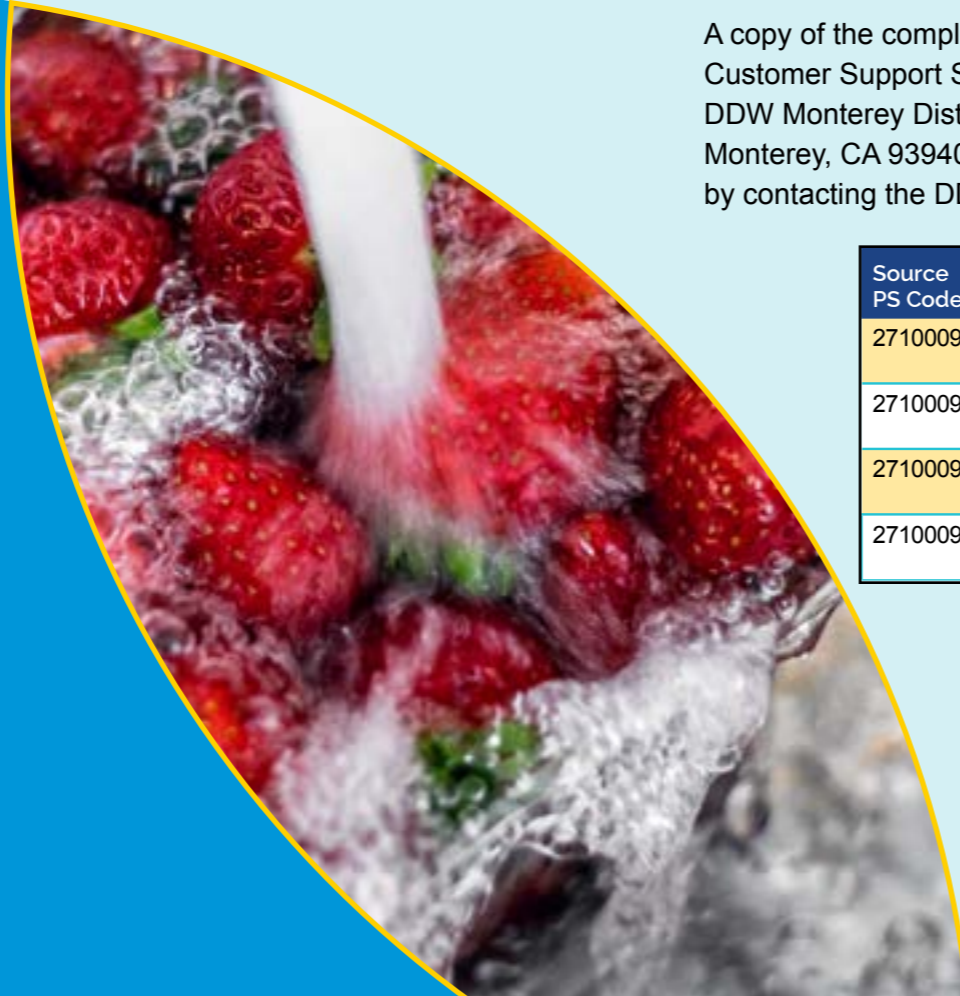 A copy of the compl
Customer Support S
DDW Monterey Dist
Monterey, CA 93940
by contacting the D
Source
PS Code
2710009
2710009
2710009
2710009